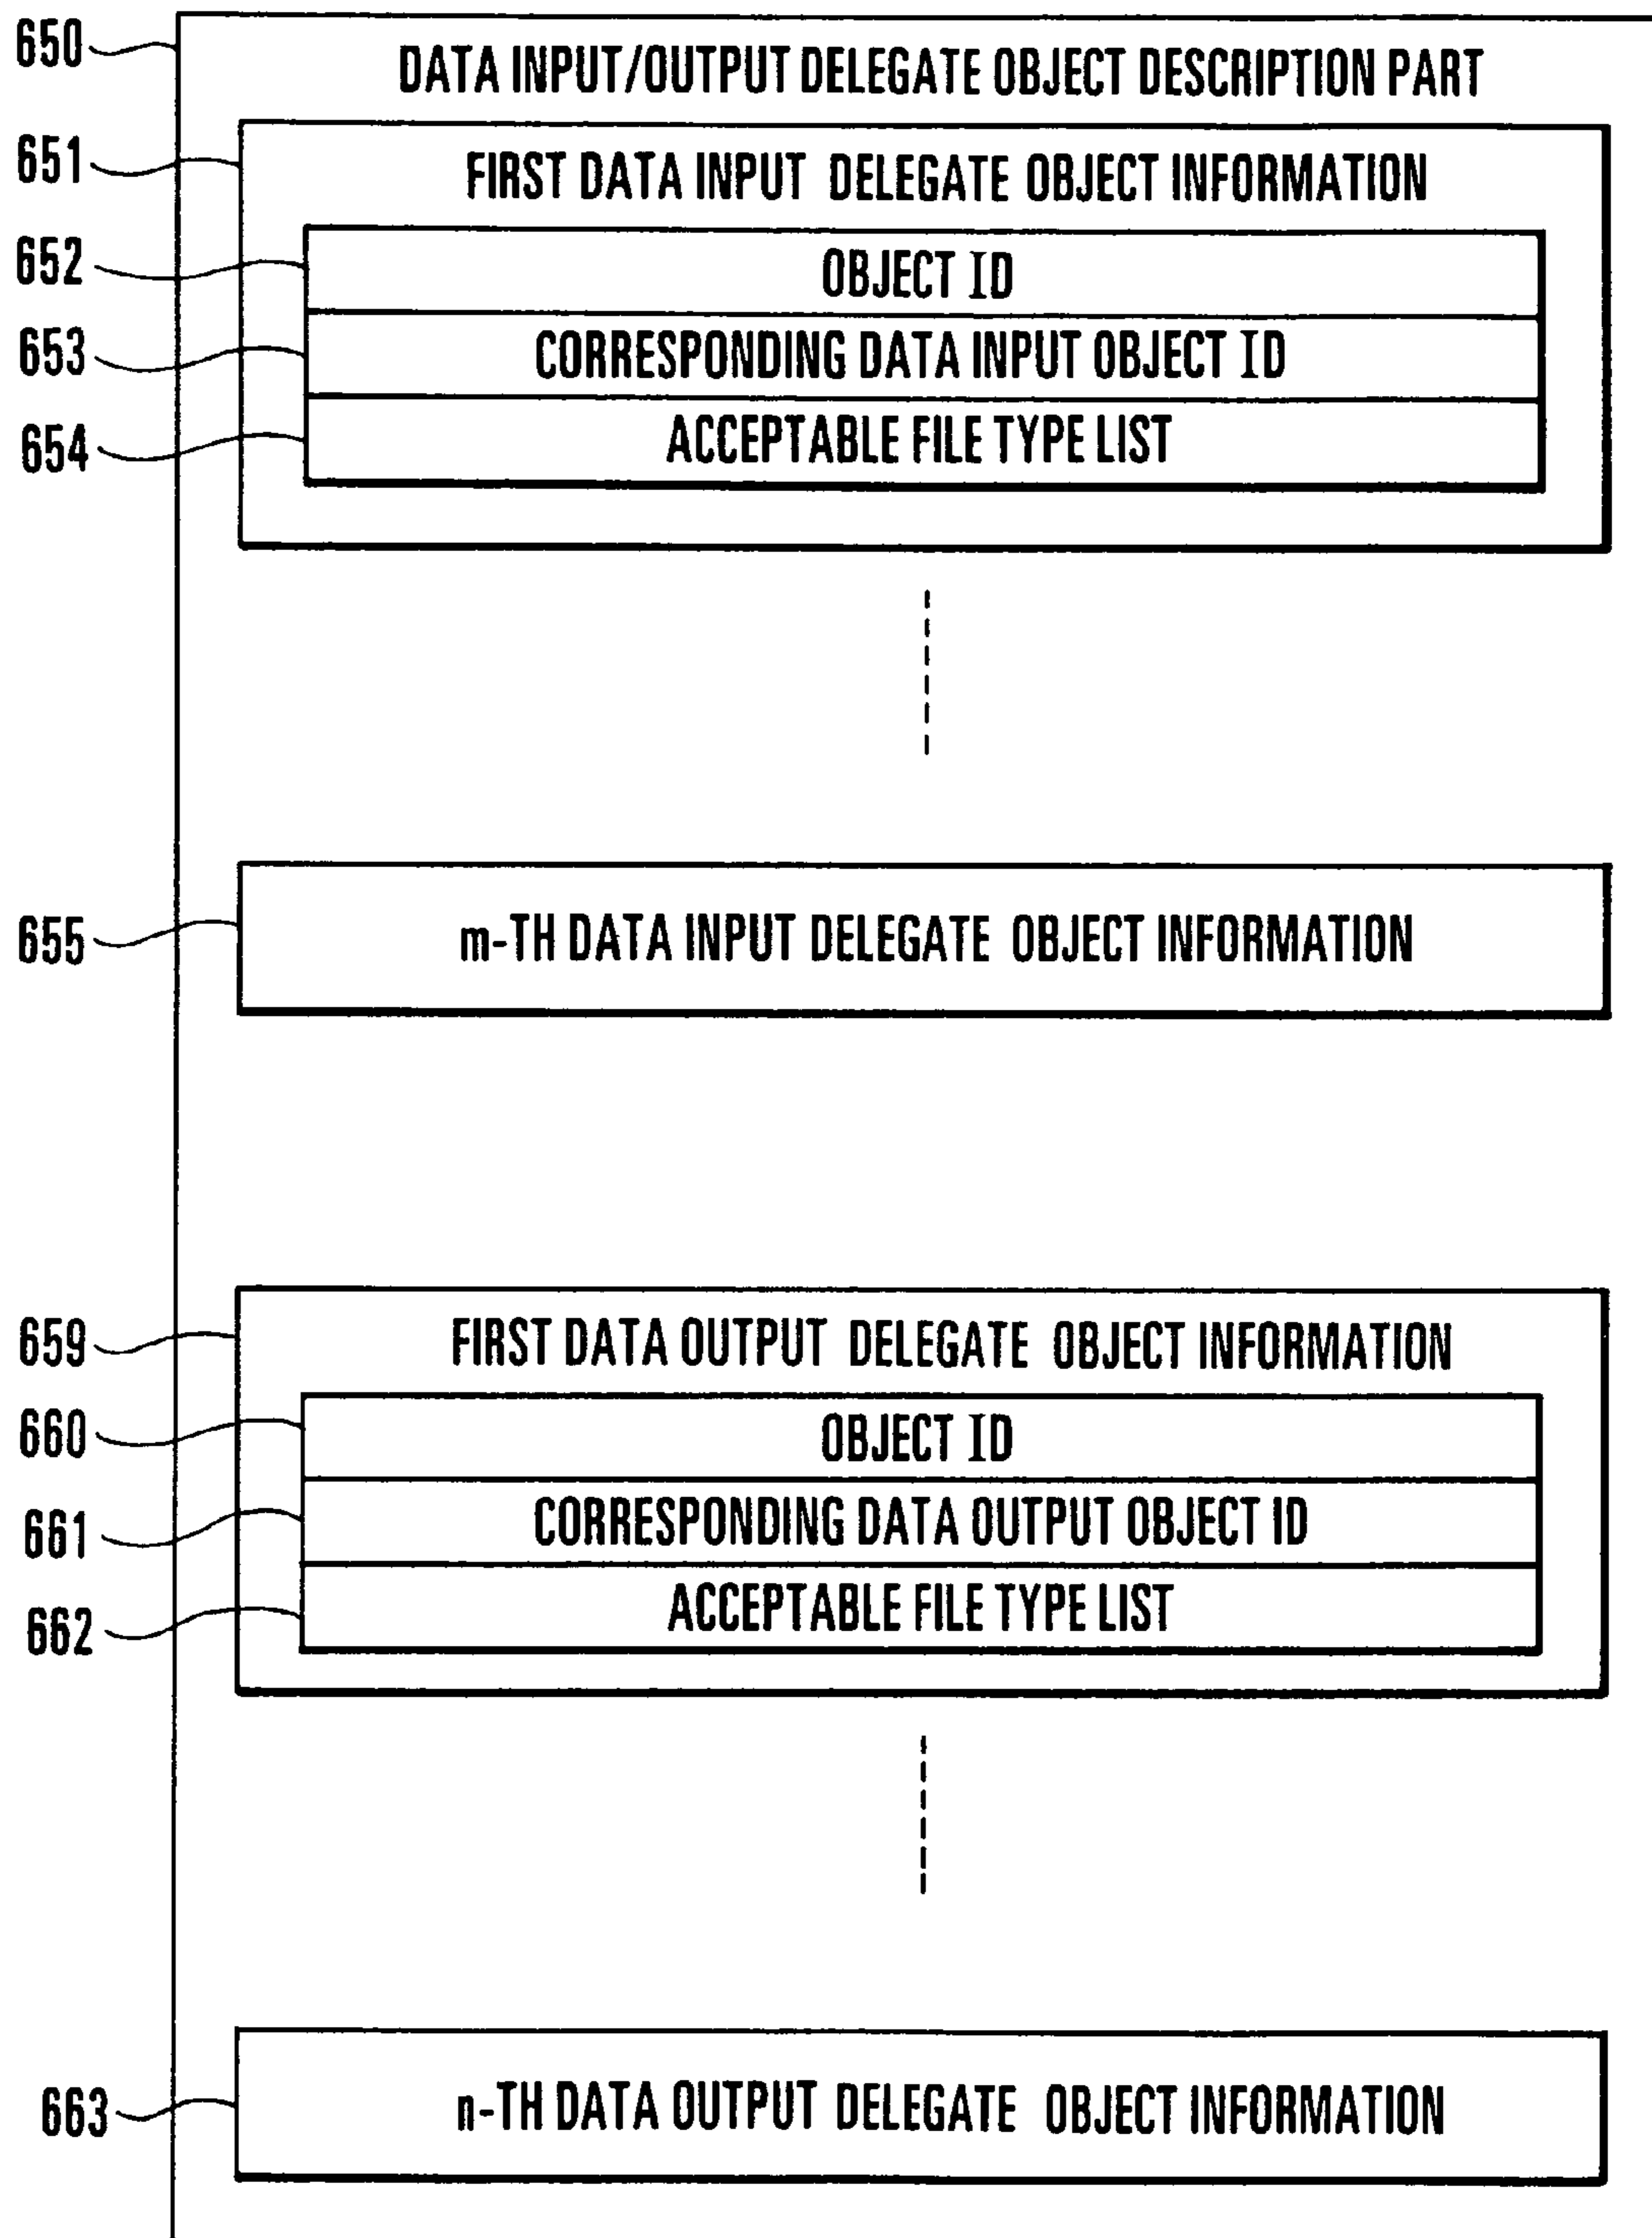 650 DATA INPUT/OUTPUT DELEGATE OBJECT DESCRIPTION PART
651 FIRST DATA INPUT DELEGATE OBJECT INFORMATION
652 OBJECT ID
653 CORRESPONDING DATA INPUT OBJECT ID
654 ACCEPTABLE FILE TYPE LIST
655 m-TH DATA INPUT DELEGATE OBJECT INFORMATION
659 FIRST DATA OUTPUT DELEGATE OBJECT INFORMATION
660 OBJECT ID
661 CORRESPONDING DATA OUTPUT OBJECT ID
662 ACCEPTABLE FILE TYPE LIST
663 n-TH DATA OUTPUT DELEGATE OBJECT INFORMATION